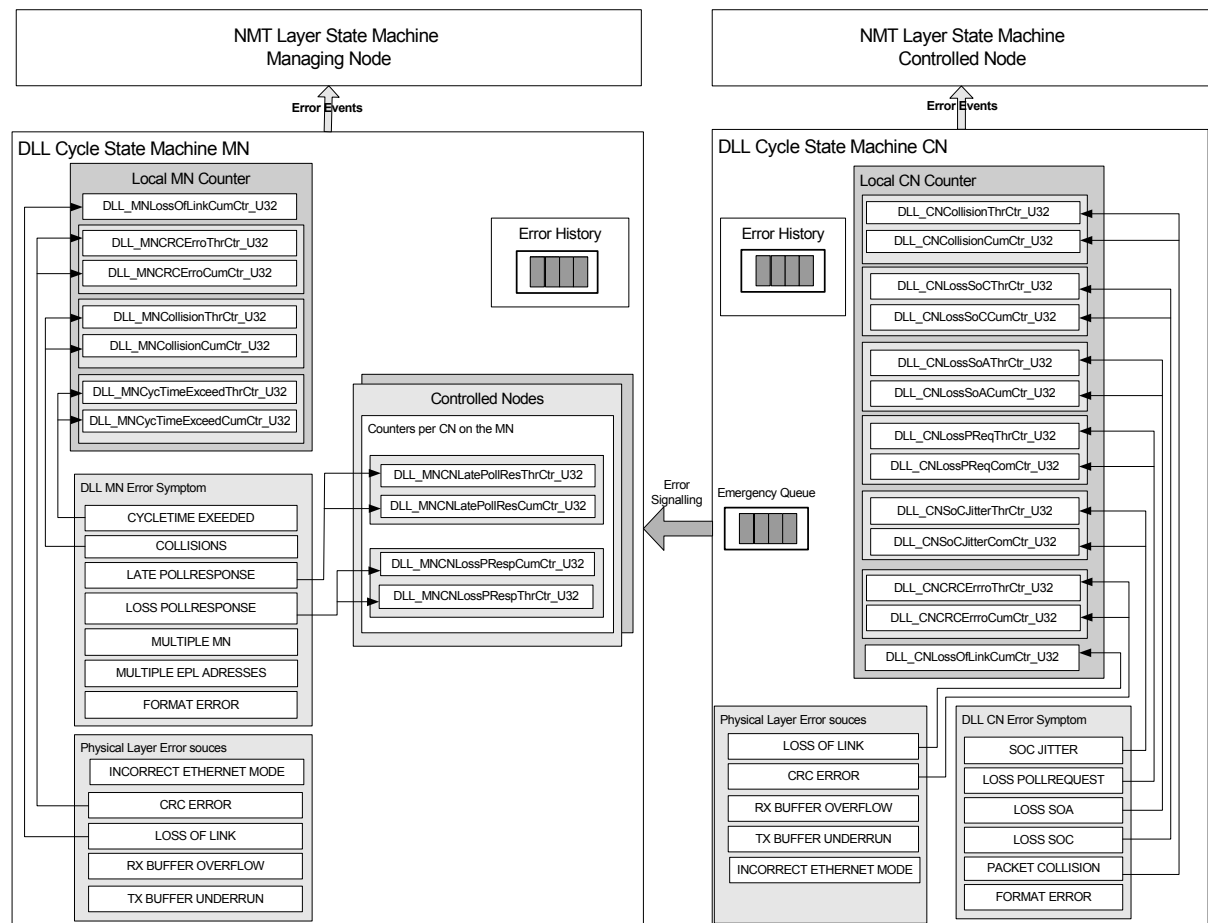 NMT Layer State Machine
Managing Node
NMT Layer State Machine
Controlled Node
Error Events
Error Events
DLL Cycle State Machine MN
Local MN Counter
DLL_MNLossOfLinkCumCtr_U32
DLL_MNCRCErroThrCtr_U32
DLL_MNCRCErroCumCtr_U32
DLL_MNCollisionThrCtr_U32
DLL_MNCollisionCumCtr_U32
DLL_MNCycTimeExceedThrCtr_U32
DLL_MNCycTimeExceedCumCtr_U32
Error History
Controlled Nodes
Counters per CN on the MN
DLL_MNCNLatePollResThrCtr_U32
DLL_MNCNLatePollResCumCtr_U32
DLL_MNCNLossPRespCumCtr_U32
DLL_MNCNLossPRespThrCtr_U32
DLL MN Error Symptom
CYCLETIME EXEEDED
COLLISIONS
LATE POLLRESPONSE
LOSS POLLRESPONSE
MULTIPLE MN
MULTIPLE EPL ADRESSES
FORMAT ERROR
Physical Layer Error souces
INCORRECT ETHERNET MODE
CRC ERROR
LOSS OF LINK
RX BUFFER OVERFLOW
TX BUFFER UNDERRUN
Error
Signalling
DLL Cycle State Machine CN
Error History
Emergency Queue
Local CN Counter
DLL_CNCollisionThrCtr_U32
DLL_CNCollisionCumCtr_U32
DLL_CNLossSoCThrCtr_U32
DLL_CNLossSoCCumCtr_U32
DLL_CNLossSoAThrCtr_U32
DLL_CNLossSoACumCtr_U32
DLL_CNLossPReqThrCtr_U32
DLL_CNLossPReqComCtr_U32
DLL_CNSoCJitterThrCtr_U32
DLL_CNSoCJitterComCtr_U32
DLL_CNCRCErrroThrCtr_U32
DLL_CNCRCErrroCumCtr_U32
DLL_CNLossOfLinkCumCtr_U32
Physical Layer Error souces
LOSS OF LINK
CRC ERROR
RX BUFFER OVERFLOW
TX BUFFER UNDERRUN
INCORRECT ETHERNET MODE
DLL CN Error Symptom
SOC JITTER
LOSS POLLREQUEST
LOSS SOA
LOSS SOC
PACKET COLLISION
FORMAT ERROR